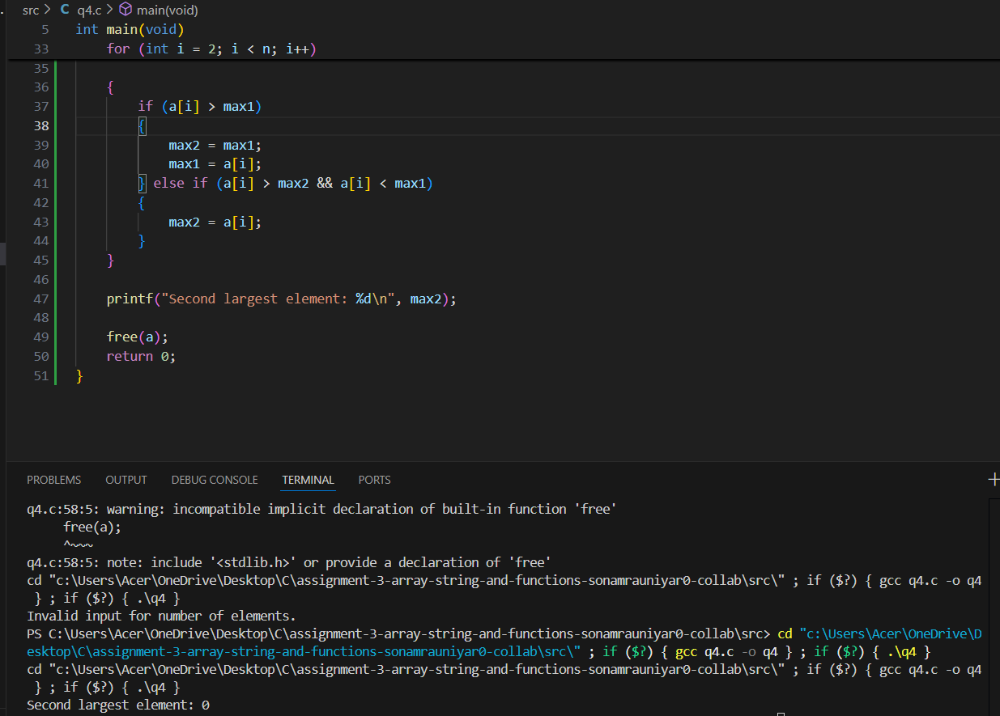 src > C q4.c > main(void)
5 int main(void)
33 for (int i = 2; i < n; i++)
35
36 {
37 if (a[i] > max1)
38 {
39 max2 = max1;
40 max1 = a[i];
41 } else if (a[i] > max2 && a[i] < max1)
42 {
43 max2 = a[i];
44 }
45 }
46
47 printf("Second largest element: %d\n", max2);
48
49 free(a);
50 return 0;
51 }
PROBLEMS OUTPUT DEBUG CONSOLE TERMINAL PORTS
q4.c:58:5: warning: incompatible implicit declaration of built-in function 'free'
free(a);
^~~~
q4.c:58:5: note: include '<stdlib.h>' or provide a declaration of 'free'
cd "c:\Users\Acer\OneDrive\Desktop\C\assignment-3-array-string-and-functions-sonamrauniyar0-collab\src\" ; if ($?) { gcc q4.c -o q4
} ; if ($?) { .\q4 }
Invalid input for number of elements.
PS C:\Users\Acer\OneDrive\Desktop\C\assignment-3-array-string-and-functions-sonamrauniyar0-collab\src> cd "c:\Users\Acer\OneDrive\D
esktop\C\assignment-3-array-string-and-functions-sonamrauniyar0-collab\src\" ; if ($?) { gcc q4.c -o q4 } ; if ($?) { .\q4 }
cd "c:\Users\Acer\OneDrive\Desktop\C\assignment-3-array-string-and-functions-sonamrauniyar0-collab\src\" ; if ($?) { gcc q4.c -o q4
} ; if ($?) { .\q4 }
Second largest element: 0